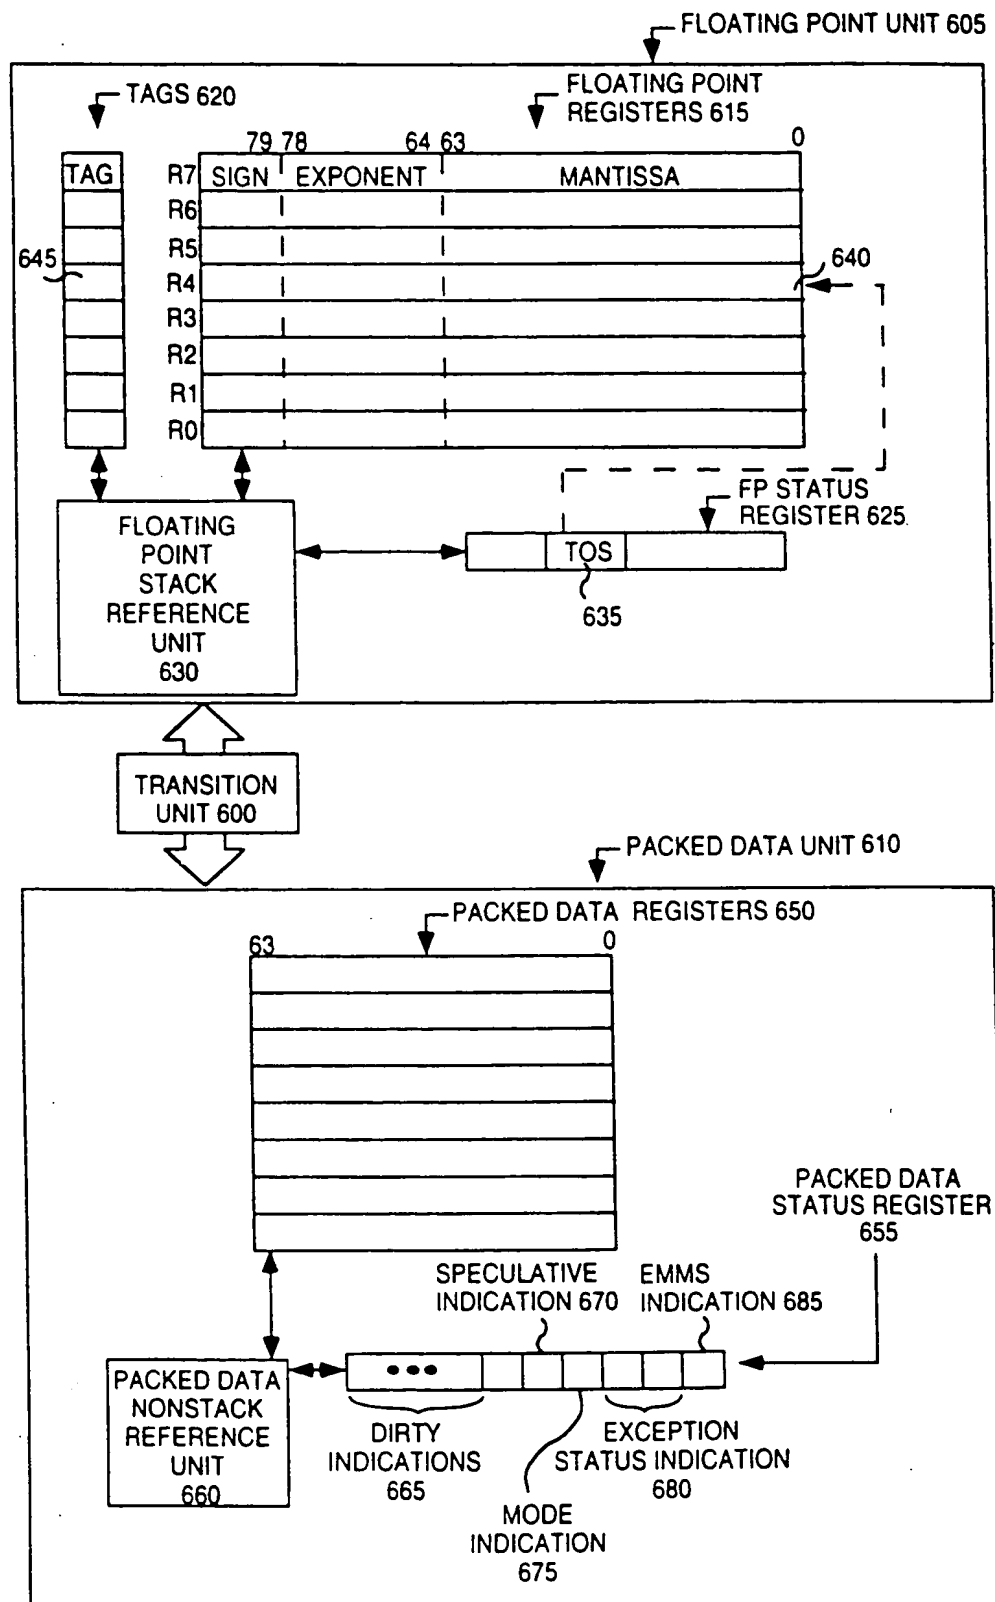 FLOATING POINT UNIT 605
TAGS 620
FLOATING POINT
REGISTERS 615
79 78 64 63 0
TAG R7 SIGN EXPONENT MANTISSA
R6
R5
645 640
R4
R3
R2
R1
R0
FP STATUS
REGISTER 625
FLOATING
POINT
STACK
REFERENCE
UNIT
630
TOS
635
TRANSITION
UNIT 600
PACKED DATA UNIT 610
PACKED DATA REGISTERS 650
63 0
PACKED DATA
STATUS REGISTER
655
SPECULATIVE
INDICATION 670
EMMS
INDICATION 685
PACKED DATA
NONSTACK
REFERENCE
UNIT
660
DIRTY
INDICATIONS
665
EXCEPTION
STATUS INDICATION
680
MODE
INDICATION
675